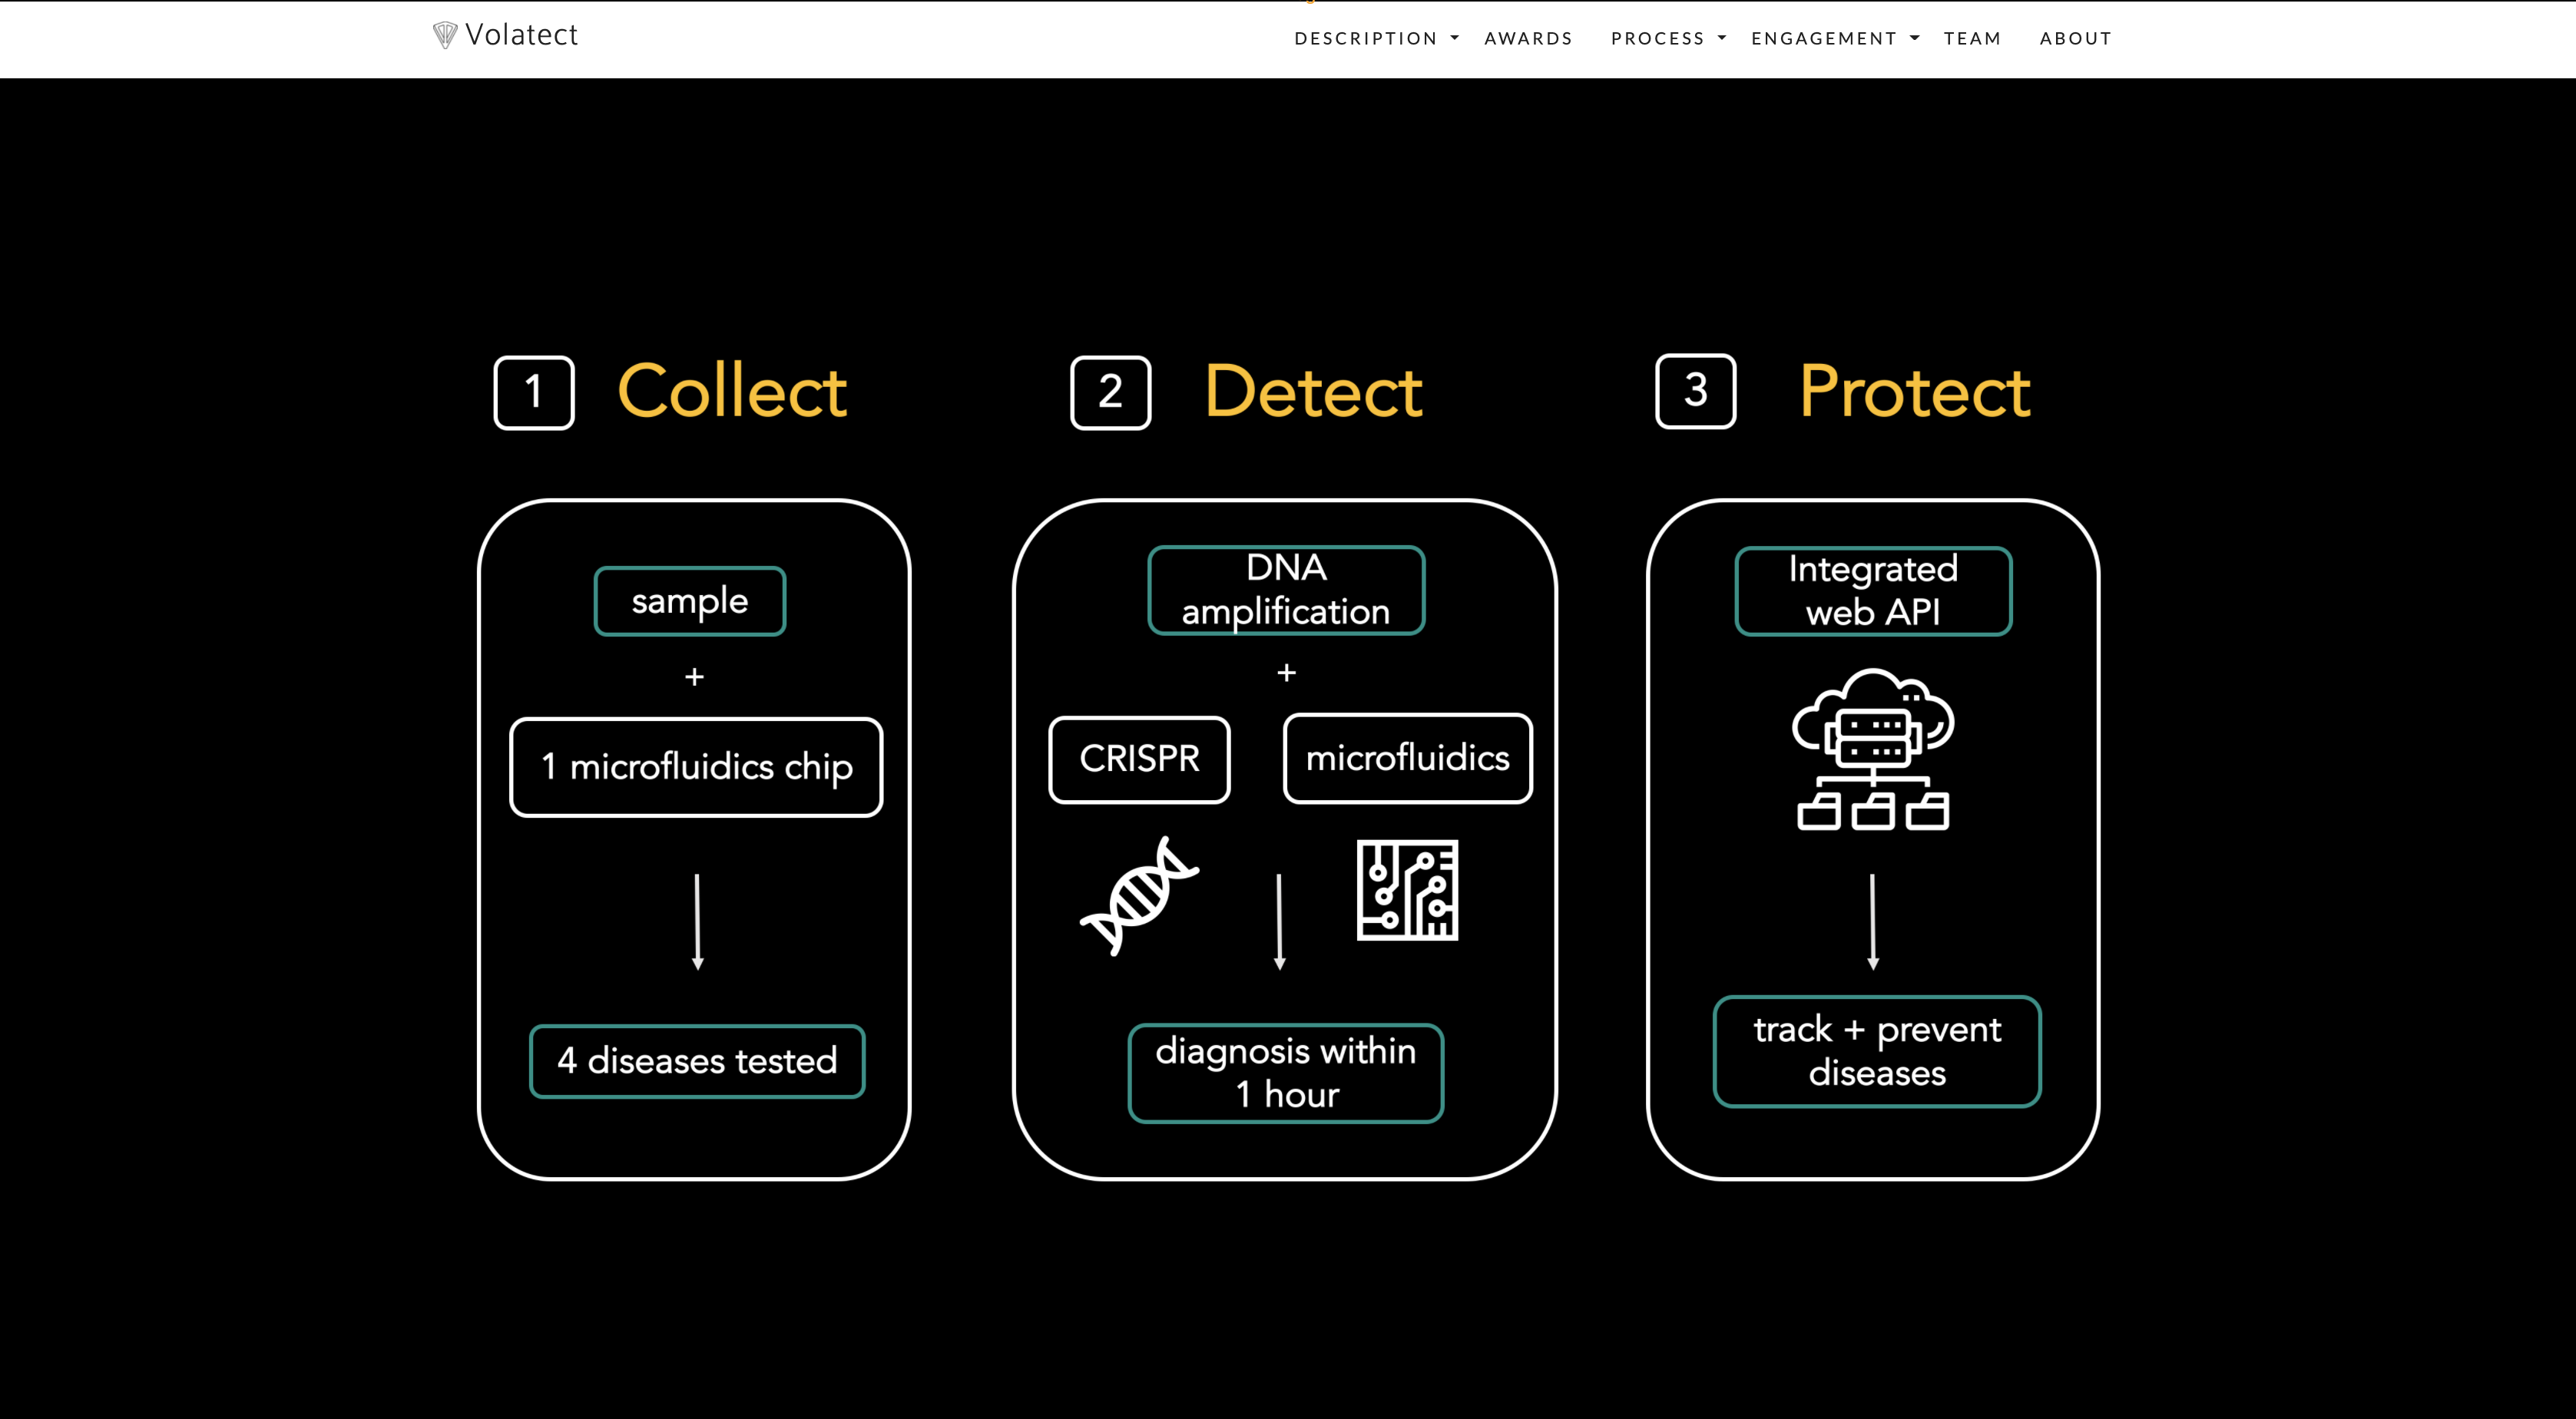 Volatect
DESCRIPTION AWARDS PROCESS ENGAGEMENT TEAM ABOUT
1 Collect
sample
+
1 microfluidics chip
4 diseases tested
2 Detect
DNA
amplification
+
CRISPR microfluidics
diagnosis within
1 hour
3 Protect
Integrated
web API
track + prevent
diseases